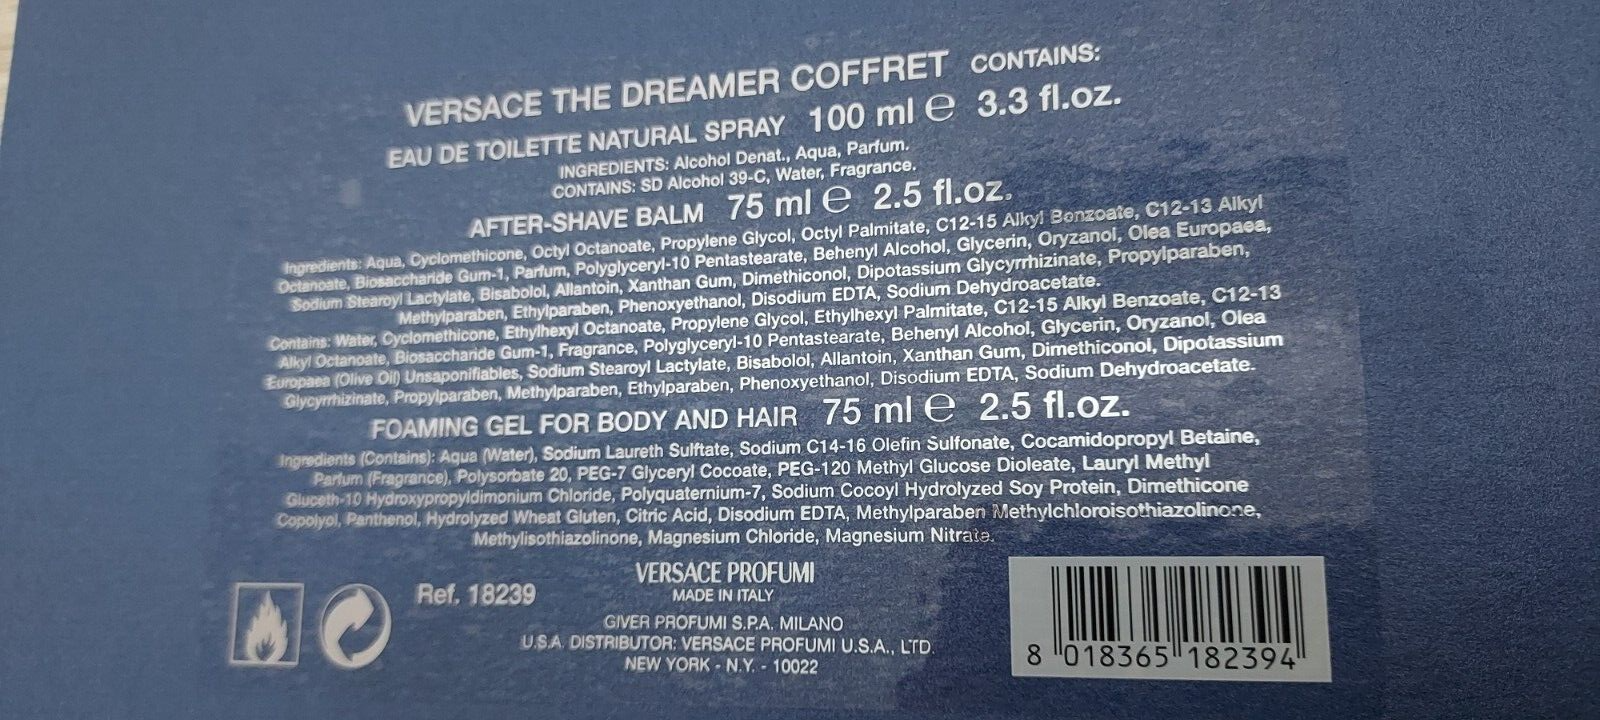 VERSACE THE DREAMER COFFRET CONTAINS:
EAU DE TOILETTE NATURAL SPRAY 100 ml ℮ 3.3 fl.oz.
INGREDIENTS: Alcohol Denat., Aqua, Parfum.
CONTAINS: SD Alcohol 39-C, Water, Fragrance.
AFTER-SHAVE BALM 75 ml ℮ 2.5 fl.oz.
Ingredients: Aqua, Cyclomethicone, Octyl Octanoate, Propylene Glycol, Octyl Palmitate, C12-15 Alkyl Benzoate, C12-13 Alkyl
Octanoate, Biosaccharide Gum-1, Parfum, Polyglyceryl-10 Pentastearate, Behenyl Alcohol, Glycerin, Oryzanol, Olea Europaea,
Sodium Stearoyl Lactylate, Bisabolol, Allantoin, Xanthan Gum, Dimethiconol, Dipotassium Glycyrrhizinate, Propylparaben,
Methylparaben, Ethylparaben, Phenoxyethanol, Disodium EDTA, Sodium Dehydroacetate.
Contains: Water, Cyclomethicone, Ethylhexyl Octanoate, Propylene Glycol, Ethylhexyl Palmitate, C12-15 Alkyl Benzoate, C12-13
Alkyl Octanoate, Biosaccharide Gum-1, Fragrance, Polyglyceryl-10 Pentastearate, Behenyl Alcohol, Glycerin, Oryzanol, Olea
Europaea (Olive Oil) Unsaponifiables, Sodium Stearoyl Lactylate, Bisabolol, Allantoin, Xanthan Gum, Dimethiconol, Dipotassium
Glycyrrhizinate, Propylparaben, Methylparaben, Ethylparaben, Phenoxyethanol, Disodium EDTA, Sodium Dehydroacetate.
FOAMING GEL FOR BODY AND HAIR 75 ml ℮ 2.5 fl.oz.
Ingredients (Contains): Aqua (Water), Sodium Laureth Sulftate, Sodium C14-16 Olefin Sulfonate, Cocamidopropyl Betaine,
Parfum (Fragrance), Polysorbate 20, PEG-7 Glyceryl Cocoate, PEG-120 Methyl Glucose Dioleate, Lauryl Methyl
Gluceth-10 Hydroxypropyldimonium Chloride, Polyquaternium-7, Sodium Cocoyl Hydrolyzed Soy Protein, Dimethicone
Copolyol, Panthenol, Hydrolyzed Wheat Gluten, Citric Acid, Disodium EDTA, Methylparaben Methylchloroisothiazolinone,
Methylisothiazolinone, Magnesium Chloride, Magnesium Nitrate.
VERSACE PROFUMI
MADE IN ITALY
Ref. 18239
GIVER PROFUMI S.P.A. MILANO
U.S.A. DISTRIBUTOR: VERSACE PROFUMI U.S.A., LTD.
NEW YORK - N.Y. - 10022
8 018365 182394